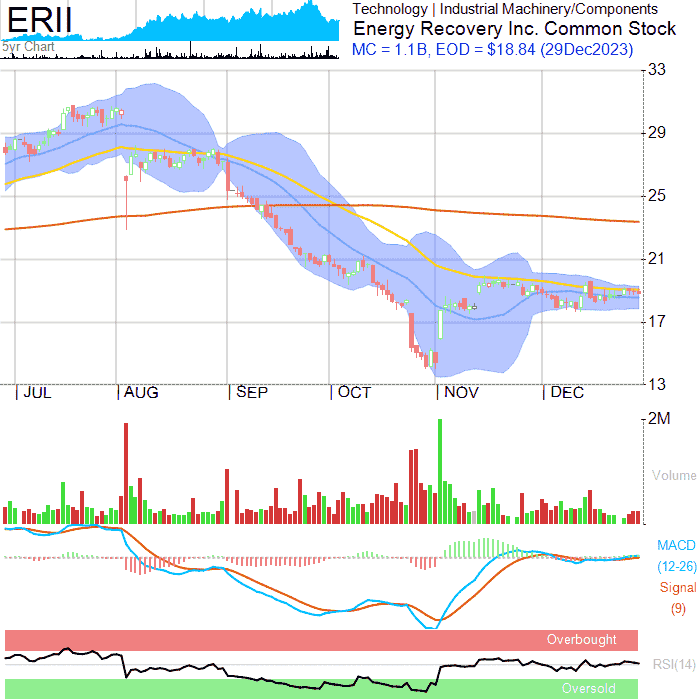 ERII
5yr Chart
Technology | Industrial Machinery/Components
Energy Recovery Inc. Common Stock
MC = 1.1B, EOD = $18.84 (29Dec2023)
33
29
25
21
17
13
| JUL | AUG | SEP | OCT | NOV | DEC
2M
Volume
MACD
(12-26)
Signal
(9)
Overbought
RSI(14)
Oversold